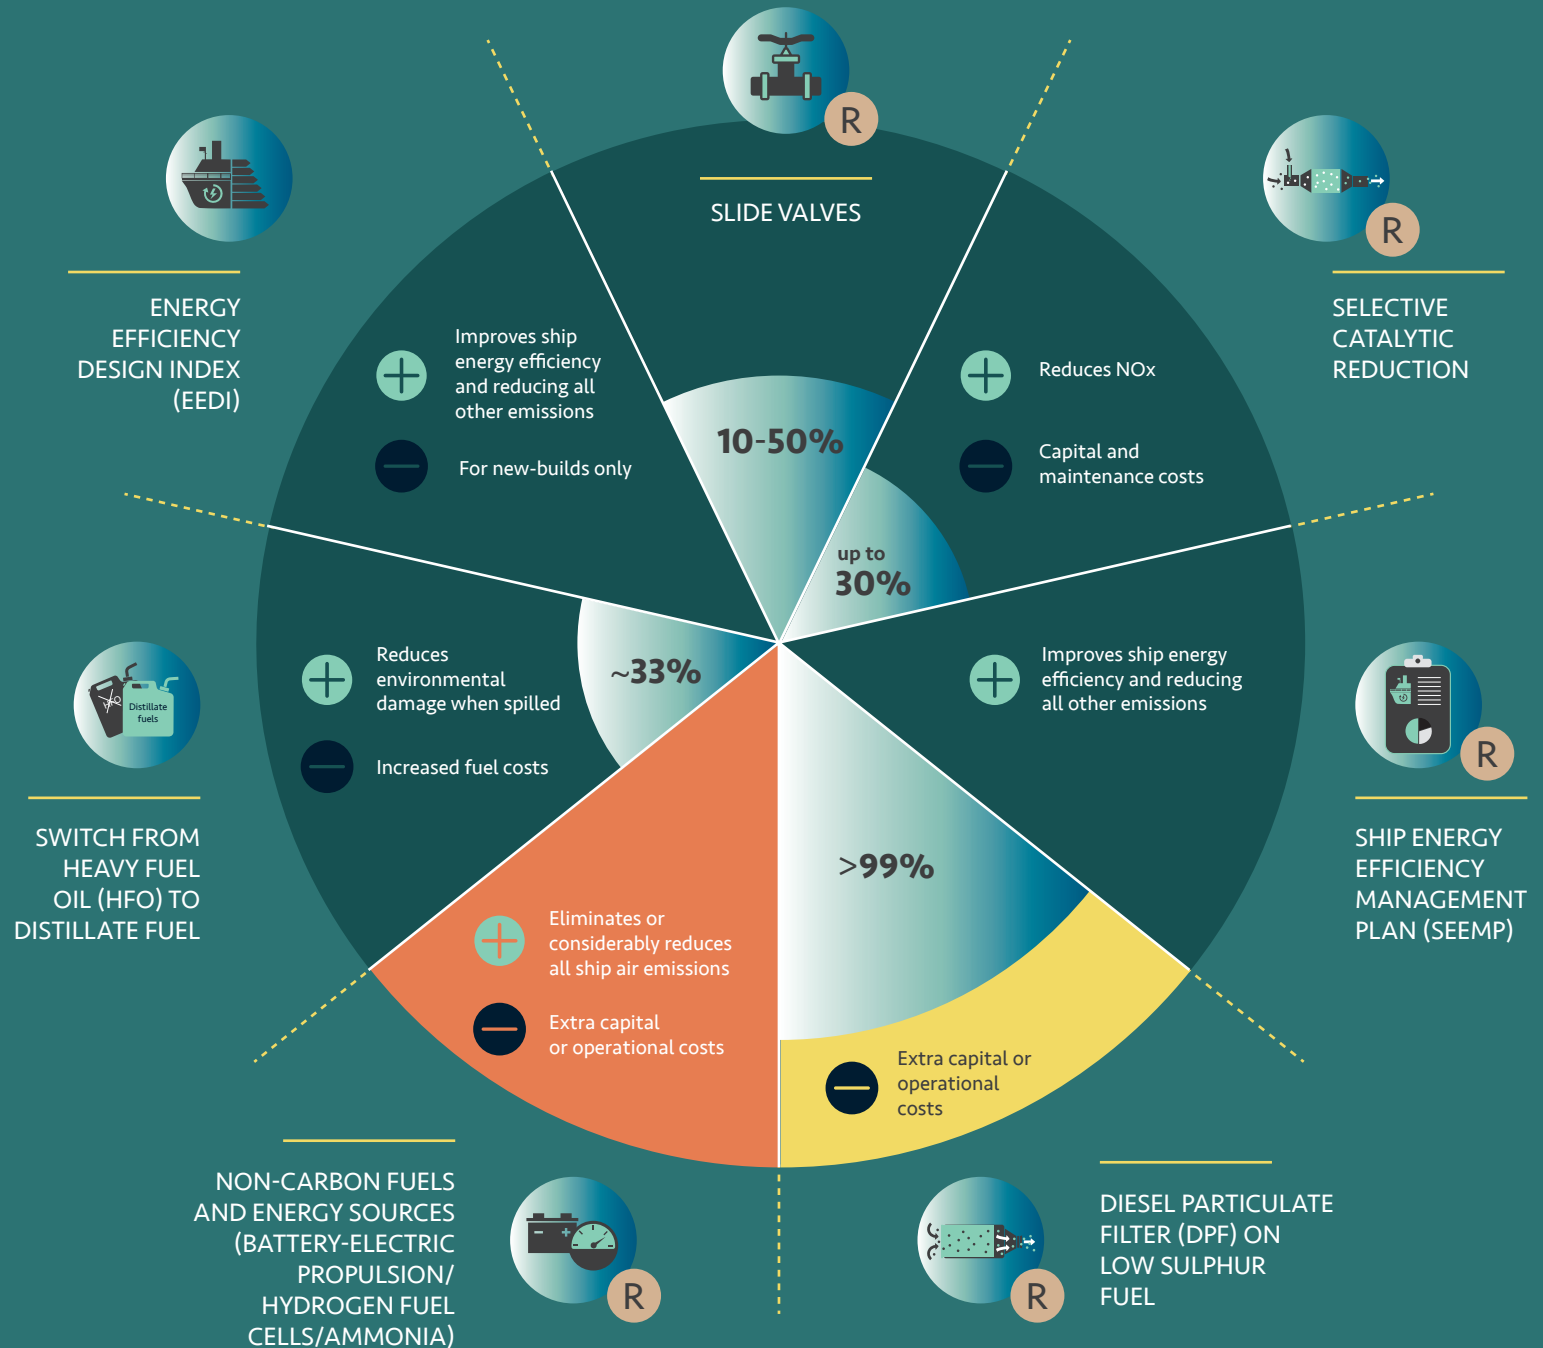 R
SLIDE VALVES
10-50%
R
SELECTIVE
CATALYTIC
REDUCTION
Reduces NOx
Capital and
maintenance costs
up to
30%
Improves ship energy
efficiency and reducing
all other emissions
R
SHIP ENERGY
EFFICIENCY
MANAGEMENT
PLAN (SEEMP)
>99%
Extra capital or
operational
costs
R
DIESEL PARTICULATE
FILTER (DPF) ON
LOW SULPHUR
FUEL
Eliminates or
considerably reduces
all ship air emissions
Extra capital
or operational costs
NON-CARBON FUELS
AND ENERGY SOURCES
(BATTERY-ELECTRIC
PROPULSION/
HYDROGEN FUEL
CELLS/AMMONIA)
R
~33%
Reduces
environmental
damage when spilled
Increased fuel costs
HFO
Distillate
fuels
SWITCH FROM
HEAVY FUEL
OIL (HFO) TO
DISTILLATE FUEL
ENERGY
EFFICIENCY
DESIGN INDEX
(EEDI)
Improves ship
energy efficiency
and reducing all
other emissions
For new-builds only